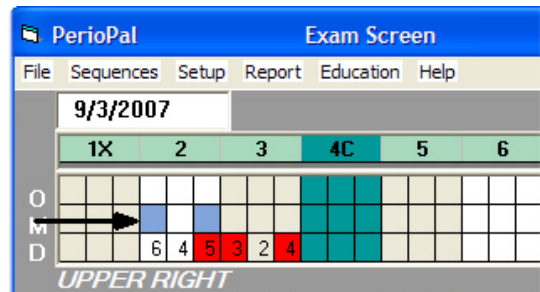 PerioPal Exam Screen
File Sequences Setup Report Education Help
9/3/2007
1X 2 3 4C 5 6
O
M
D 6 4 5 3 2 4
UPPER RIGHT